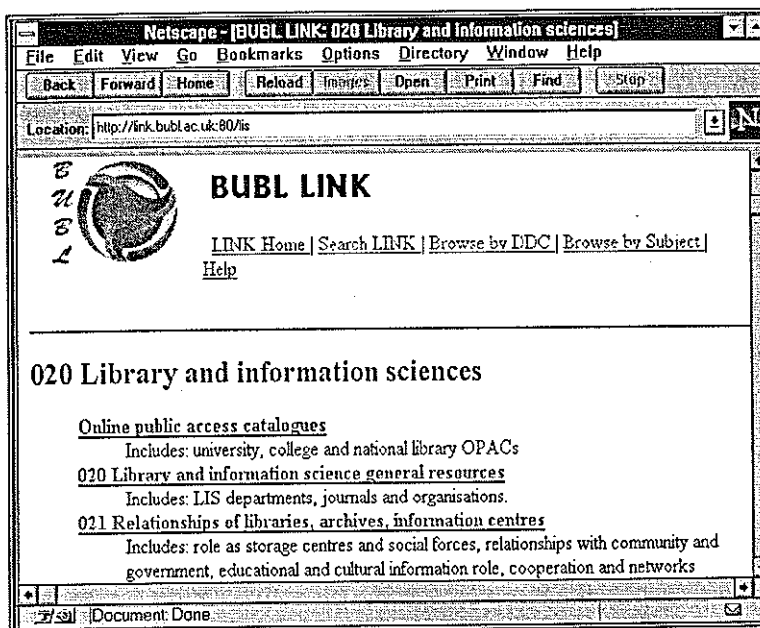 Netscape - [BUBL LINK: 020 Library and information sciences]
File Edit View Go Bookmarks Options Directory Window Help
Back Forward Home Reload Images Open Print Find Stop
Location: http://link.bubl.ac.uk:80/lis N
BUBL
BUBL LINK
LINK Home | Search LINK | Browse by DDC | Browse by Subject |
Help
020 Library and information sciences
Online public access catalogues
Includes: university, college and national library OPACs
020 Library and information science general resources
Includes: LIS departments, journals and organisations.
021 Relationships of libraries, archives, information centres
Includes: role as storage centres and social forces, relationships with community and
government, educational and cultural information role, cooperation and networks
Document: Done